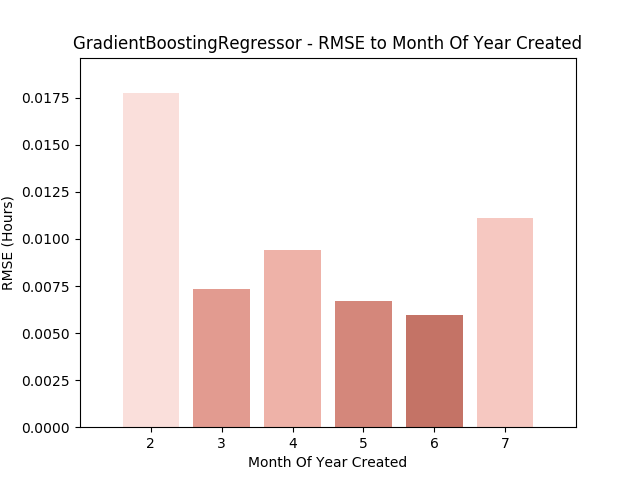 GradientBoostingRegressor - RMSE to Month Of Year Created
RMSE (Hours)
0.0175
0.0150
0.0125
0.0100
0.0075
0.0050
0.0025
0.0000
2 3 4 5 6 7
Month Of Year Created